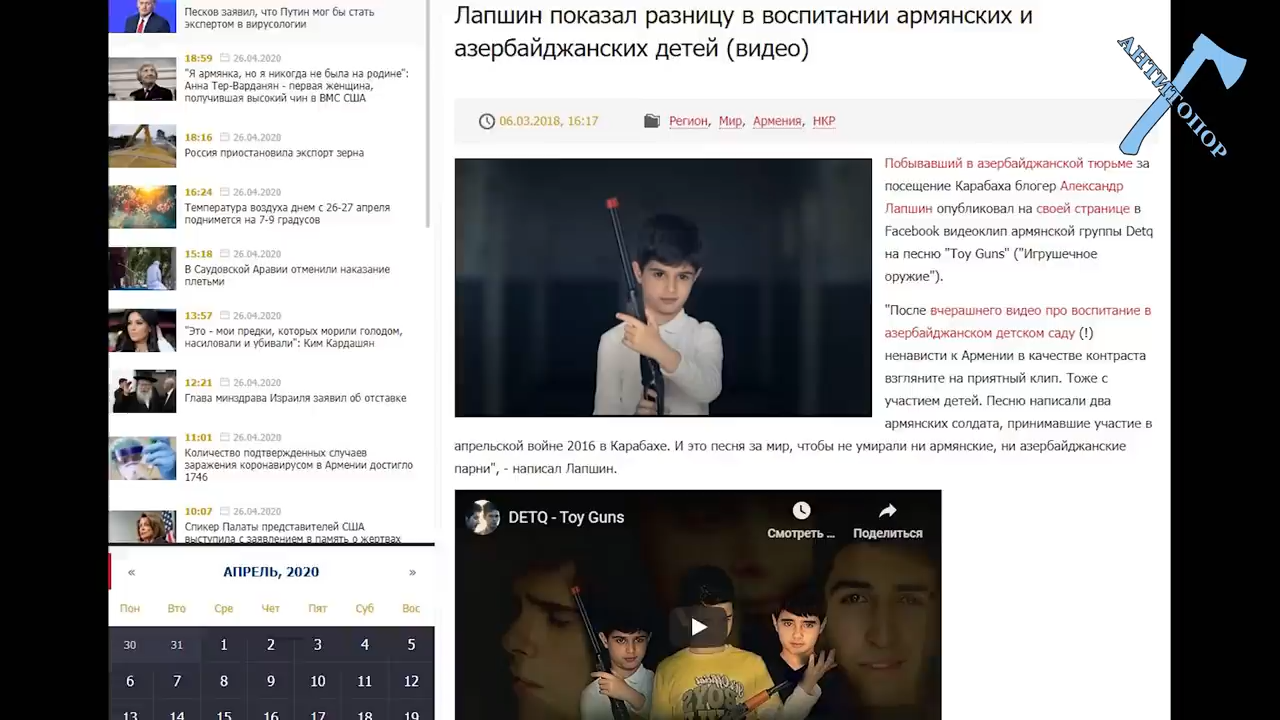 Песков заявил, что Путин мог бы стать
экспертом в вирусологии
18:59 26.04.2020
"Я армянка, но я никогда не была на родине":
Анна Тер-Варданян - первая женщина,
получившая высокий чин в ВМС США
18:16 26.04.2020
Россия приостановила экспорт зерна
16:24 26.04.2020
Температура воздуха днем с 26-27 апреля
поднимется на 7-9 градусов
15:18 26.04.2020
В Саудовской Аравии отменили наказание
плетьми
13:57 26.04.2020
"Это - мои предки, которых морили голодом,
насиловали и убивали": Ким Кардашян
12:21 26.04.2020
Глава минздрава Израиля заявил об отставке
11:01 26.04.2020
Количество подтвержденных случаев
заражения коронавирусом в Армении достигло
1746
10:07 26.04.2020
Спикер Палаты представителей США
выступила с заявлением в память о жертвах
« АПРЕЛЬ, 2020 »
Пон Вто Сре Чет Пят Суб Вос
30 31 1 2 3 4 5
6 7 8 9 10 11 12
13 14 15 16 17 18 19
Лапшин показал разницу в воспитании армянских и
азербайджанских детей (видео)
06.03.2018, 16:17 Регион, Мир, Армения, НКР
Побывавший в азербайджанской тюрьме за
посещение Карабаха блогер Александр
Лапшин опубликовал на своей странице в
Facebook видеоклип армянской группы Detq
на песню "Toy Guns" ("Игрушечное
оружие").
"После вчерашнего видео про воспитание в
азербайджанском детском саду (!)
ненависти к Армении в качестве контраста
взгляните на приятный клип. Тоже с
участием детей. Песню написали два
армянских солдата, принимавшие участие в
апрельской войне 2016 в Карабахе. И это песня за мир, чтобы не умирали ни армянские, ни азербайджанские
парни", - написал Лапшин.
DETQ - Toy Guns
Смотреть ...
Поделиться
АНТИТОПОР